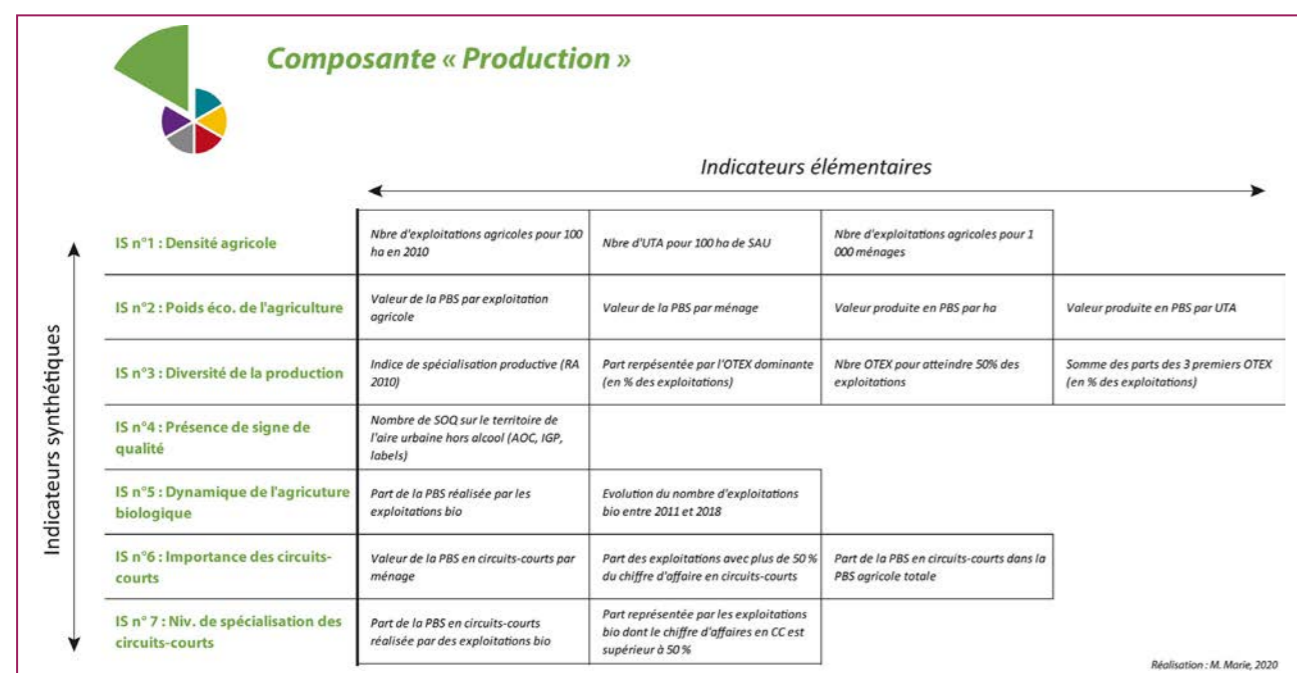 Composante « Production »
Indicateurs élémentaires
Indicateurs synthétiques
IS n°1 : Densité agricole
Nbre d'exploitations agricoles pour 100
ha en 2010
Nbre d'UTA pour 100 ha de SAU
Nbre d'exploitations agricoles pour 1
000 ménages
IS n°2 : Poids éco. de l'agriculture
Valeur de la PBS par exploitation
agricole
Valeur de la PBS par ménage
Valeur produite en PBS par ha
Valeur produite en PBS par UTA
IS n°3 : Diversité de la production
Indice de spécialisation productive (RA
2010)
Part rerpésentée par l'OTEX dominante
(en % des exploitations)
Nbre OTEX pour atteindre 50% des
exploitations
Somme des parts des 3 premiers OTEX
(en % des exploitations)
IS n°4 : Présence de signe de
qualité
Nombre de SOQ sur le territoire de
l'aire urbaine hors alcool (AOC, IGP,
labels)
IS n°5 : Dynamique de l'agricuture
biologique
Part de la PBS réalisée par les
exploitations bio
Evolution du nombre d'exploitations
bio entre 2011 et 2018
IS n°6 : Importance des circuits-
courts
Valeur de la PBS en circuits-courts par
ménage
Part des exploitations avec plus de 50 %
du chiffre d'affaire en circuits-courts
Part de la PBS en circuits-courts dans la
PBS agricole totale
IS n° 7 : Niv. de spécialisation des
circuits-courts
Part de la PBS en circuits-courts
réalisée par des exploitations bio
Part représentée par les exploitations
bio dont le chiffre d'affaires en CC est
supérieur à 50 %
Réalisation : M. Marie, 2020